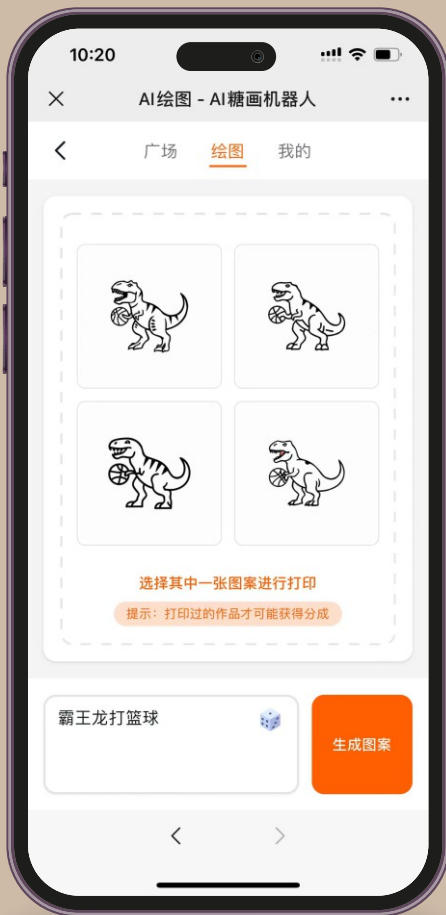 10:20
AI绘图 - AI糖画机器人
广场 绘图 我的
选择其中一张图案进行打印
提示：打印过的作品才可能获得分成
霸王龙打篮球
生成图案